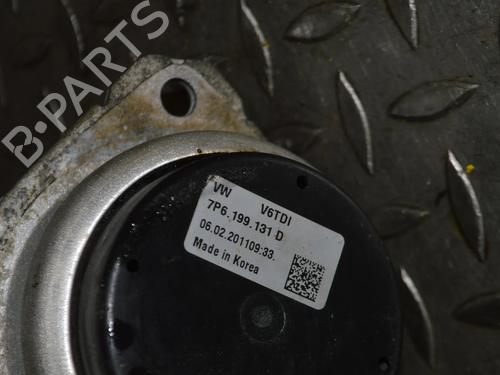 B-PARTS
VW V6TDI
7P6.199.131 D
06.02.201109:33.
Made in Korea